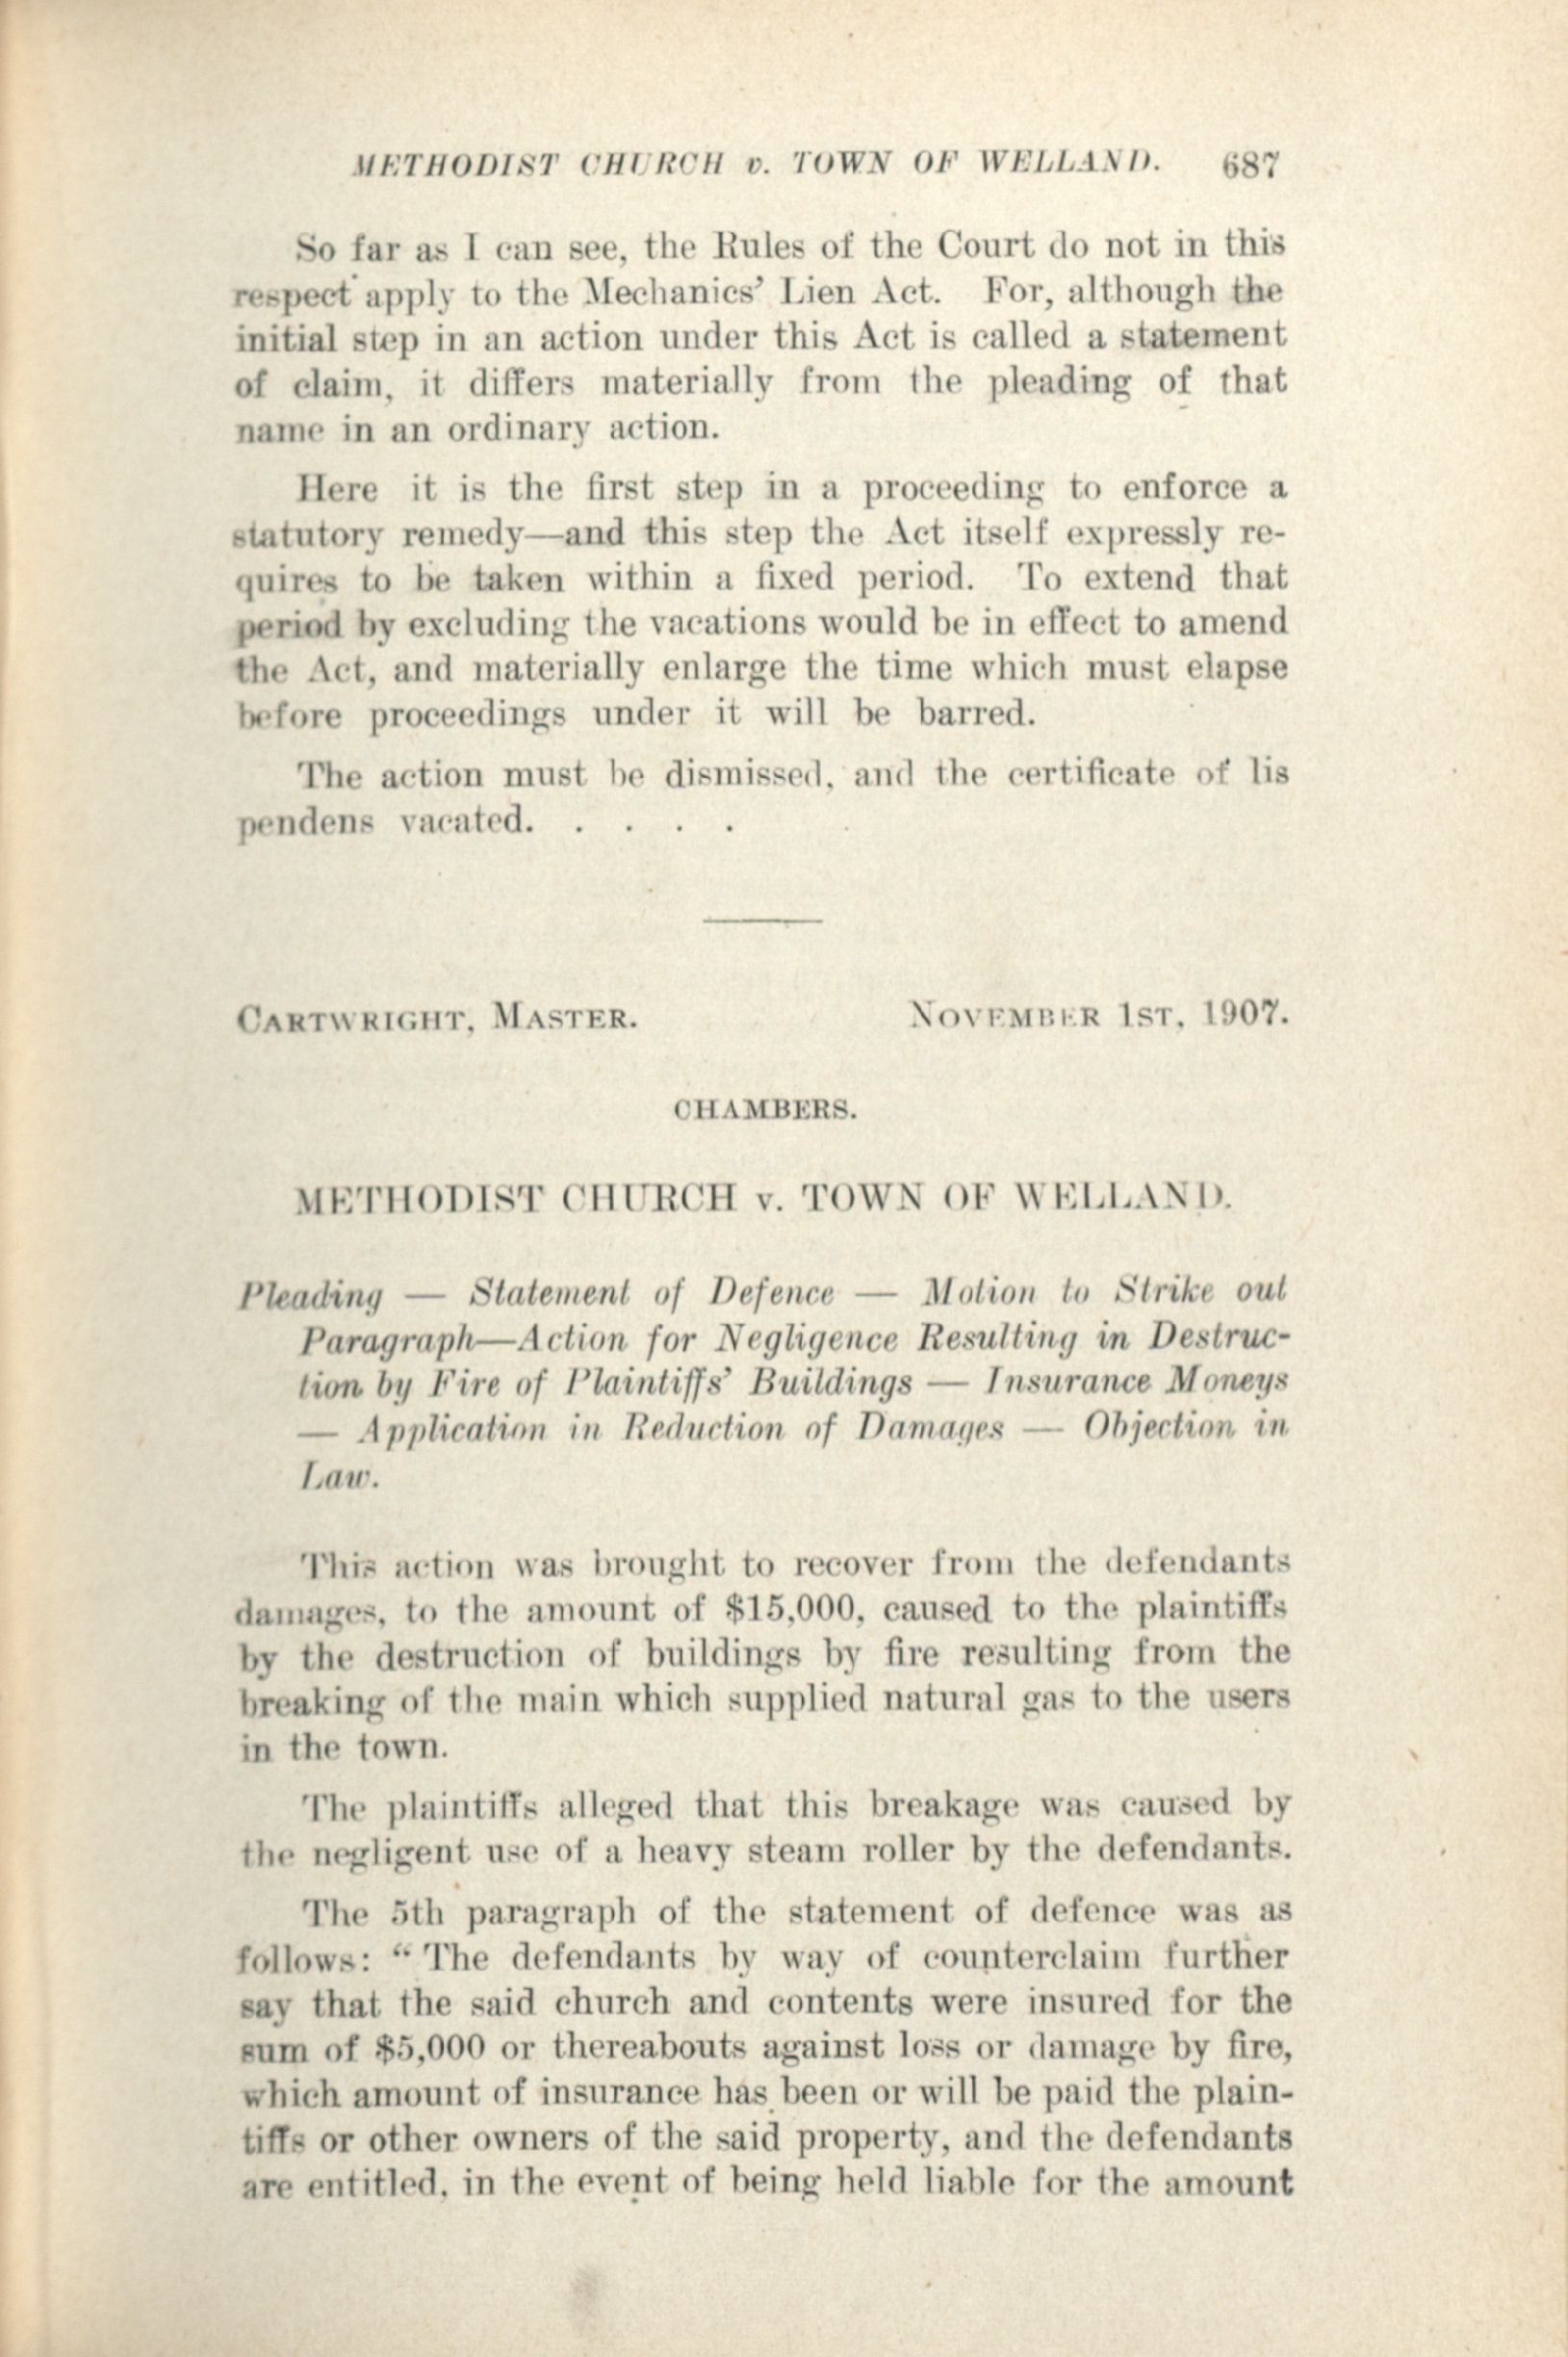 METHODIST CHURCH v. TOWN OF WELLAND. 687
So far as I can see, the Rules of the Court do not in this
respect apply to the Mechanics' Lien Act. For, although the
initial step in an action under this Act is called a statement
of claim, it differs materially from the pleading of that
name in an ordinary action.
Here it is the first step in a proceeding to enforce a
statutory remedy—and this step the Act itself expressly re-
quires to be taken within a fixed period. To extend that
period by excluding the vacations would be in effect to amend
the Act, and materially enlarge the time which must elapse
before proceedings under it will be barred.
The action must be dismissed, and the certificate of lis
pendens vacated. . . . .
CARTWRIGHT, MASTER. NOVEMBER 1ST, 1907.
CHAMBERS.
METHODIST CHURCH v. TOWN OF WELLAND.
Pleading — Statement of Defence — Motion to Strike out
Paragraph—Action for Negligence Resulting in Destruc-
tion by Fire of Plaintiffs' Buildings — Insurance Moneys
— Application in Reduction of Damages — Objection in
Law.
This action was brought to recover from the defendants
damages, to the amount of $15,000, caused to the plaintiffs
by the destruction of buildings by fire resulting from the
breaking of the main which supplied natural gas to the users
in the town.
The plaintiffs alleged that this breakage was caused by
the negligent use of a heavy steam roller by the defendants.
The 5th paragraph of the statement of defence was as
follows: “ The defendants by way of counterclaim further
say that the said church and contents were insured for the
sum of $5,000 or thereabouts against loss or damage by fire,
which amount of insurance has been or will be paid the plain-
tiffs or other owners of the said property, and the defendants
are entitled, in the event of being held liable for the amount